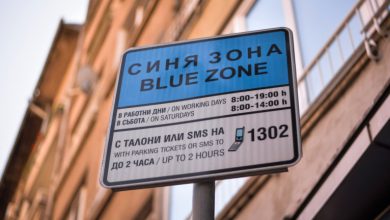 СИНЯ ЗОНА
BLUE ZONE
В РАБОТНИ ДНИ / ON WORKING DAYS 8:00-19:00 h
В СЪБОТА / ON SATURDAYS 8:00-14:00 h
С ТАЛОНИ ИЛИ SMS НА 1302
WITH PARKING TICKETS OR SMS TO
ДО 2 ЧАСА / UP TO 2 HOURS